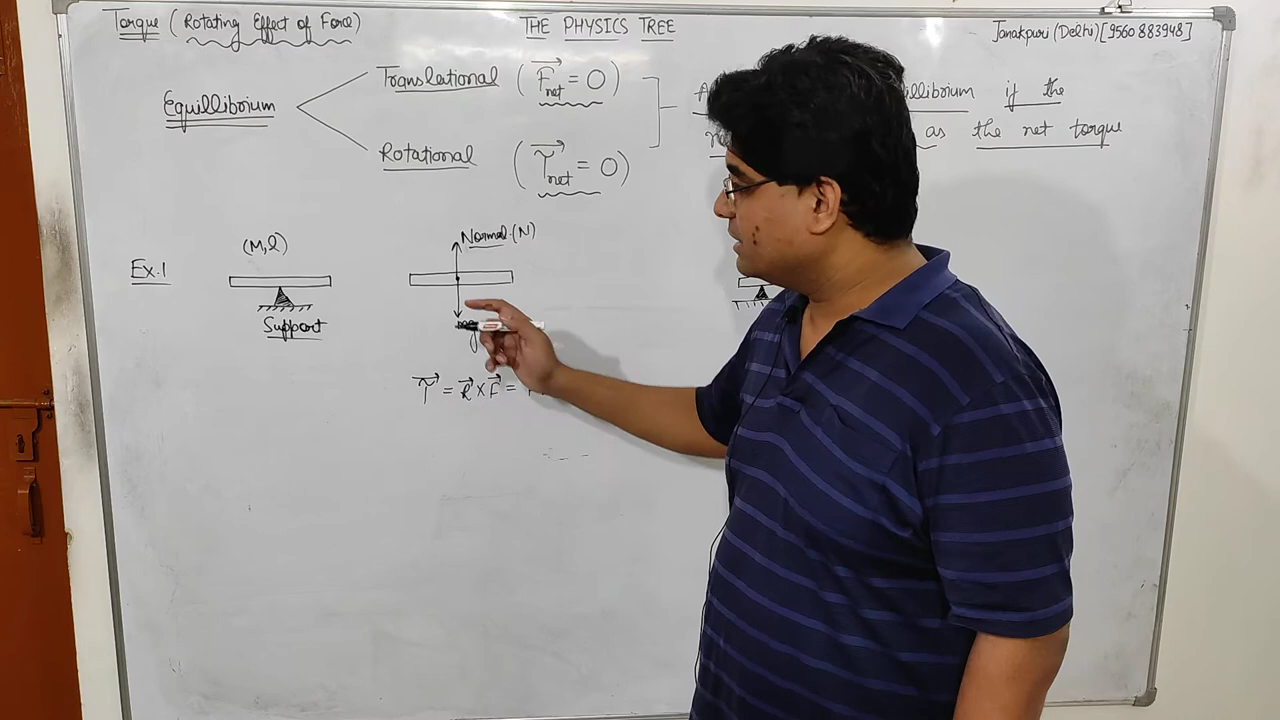 Torque (Rotating Effect of Force)
THE PHYSICS TREE
Janakpuri (Delhi) [9560 883948]
Equillibrium
Translational (F⃗net = 0)
Rotational (τ⃗net = 0)
if the
as the net torque
Ex.1
(M,l)
Support
Normal (N)
τ⃗ = r⃗ × F⃗ =